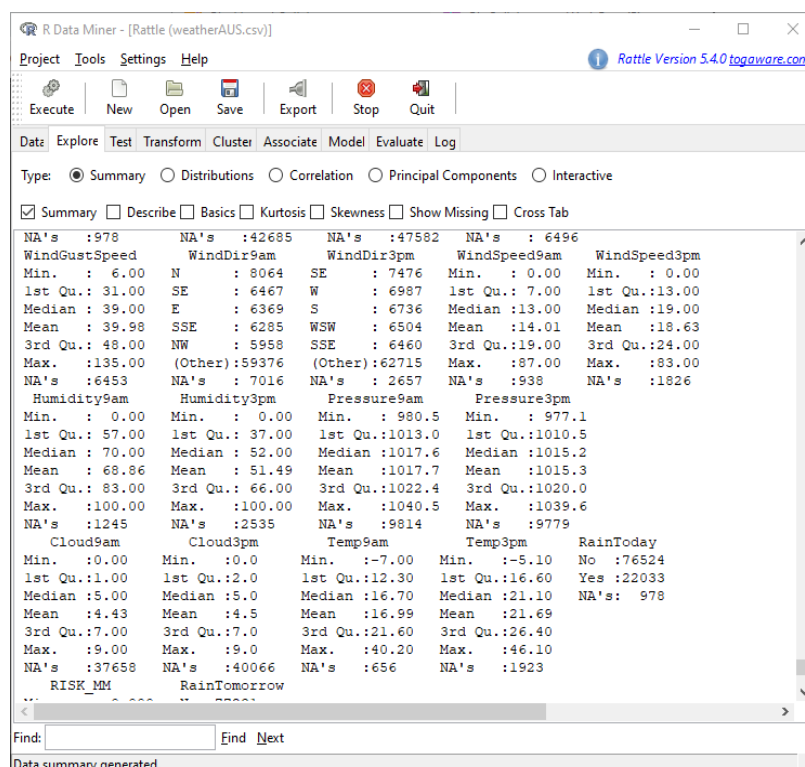 R Data Miner - [Rattle (weatherAUS.csv)]
Project Tools Settings Help
Rattle Version 5.4.0 togaware.con
Execute New Open Save Export Stop Quit
Data Explore Test Transform Cluster Associate Model Evaluate Log
Type: Summary Distributions Correlation Principal Components Interactive
Summary Describe Basics Kurtosis Skewness Show Missing Cross Tab
NA's :978 NA's :42685 NA's :47582 NA's : 6496
WindGustSpeed WindDir9am WindDir3pm WindSpeed9am WindSpeed3pm
Min. : 6.00 N : 8064 SE : 7476 Min. : 0.00 Min. : 0.00
1st Qu.: 31.00 SE : 6467 W : 6987 1st Qu.: 7.00 1st Qu.:13.00
Median : 39.00 E : 6369 S : 6736 Median :13.00 Median :19.00
Mean : 39.98 SSE : 6285 WSW : 6504 Mean :14.01 Mean :18.63
3rd Qu.: 48.00 NW : 5958 SSE : 6460 3rd Qu.:19.00 3rd Qu.:24.00
Max. :135.00 (Other):59376 (Other):62715 Max. :87.00 Max. :83.00
NA's :6453 NA's : 7016 NA's : 2657 NA's :938 NA's :1826
Humidity9am Humidity3pm Pressure9am Pressure3pm
Min. : 0.00 Min. : 0.00 Min. : 980.5 Min. : 977.1
1st Qu.: 57.00 1st Qu.: 37.00 1st Qu.:1013.0 1st Qu.:1010.5
Median : 70.00 Median : 52.00 Median :1017.6 Median :1015.2
Mean : 68.86 Mean : 51.49 Mean :1017.7 Mean :1015.3
3rd Qu.: 83.00 3rd Qu.: 66.00 3rd Qu.:1022.4 3rd Qu.:1020.0
Max. :100.00 Max. :100.00 Max. :1040.5 Max. :1039.6
NA's :1245 NA's :2535 NA's :9814 NA's :9779
Cloud9am Cloud3pm Temp9am Temp3pm RainToday
Min. :0.00 Min. :0.0 Min. :-7.00 Min. :-5.10 No :76524
1st Qu.:1.00 1st Qu.:2.0 1st Qu.:12.30 1st Qu.:16.60 Yes :22033
Median :5.00 Median :5.0 Median :16.70 Median :21.10 NA's: 978
Mean :4.43 Mean :4.5 Mean :16.99 Mean :21.69
3rd Qu.:7.00 3rd Qu.:7.0 3rd Qu.:21.60 3rd Qu.:26.40
Max. :9.00 Max. :9.0 Max. :40.20 Max. :46.10
NA's :37658 NA's :40066 NA's :656 NA's :1923
RISK_MM RainTomorrow
Find: Find Next
Data summary generated